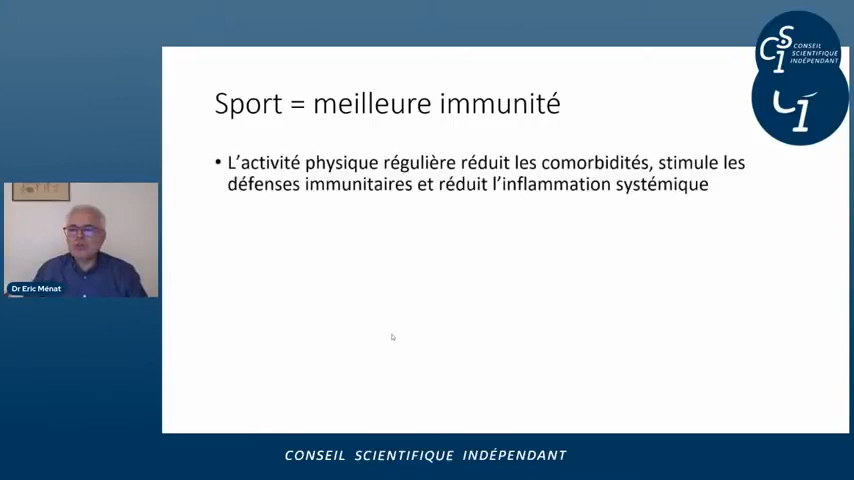 CSI
CONSEIL
SCIENTIFIQUE
INDÉPENDANT
Sport = meilleure immunité
• L’activité physique régulière réduit les comorbidités, stimule les
défenses immunitaires et réduit l’inflammation systémique
Dr Eric Ménat
CONSEIL SCIENTIFIQUE INDÉPENDANT